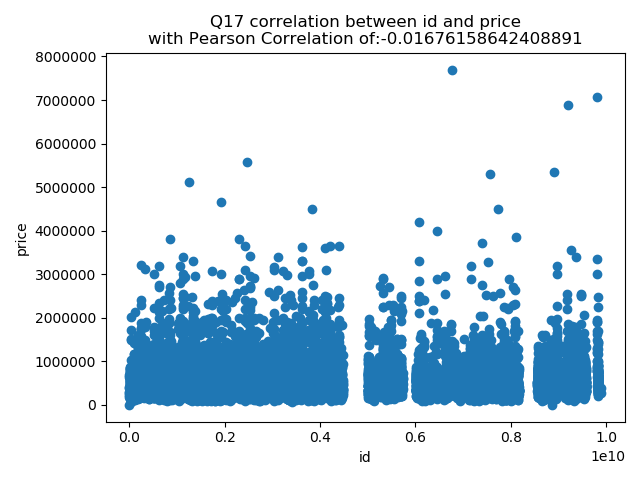 Q17 correlation between id and price
with Pearson Correlation of:-0.01676158642408891
8000000
7000000
6000000
5000000
4000000
3000000
2000000
1000000
0
price
0.0 0.2 0.4 0.6 0.8 1.0
1e10
id